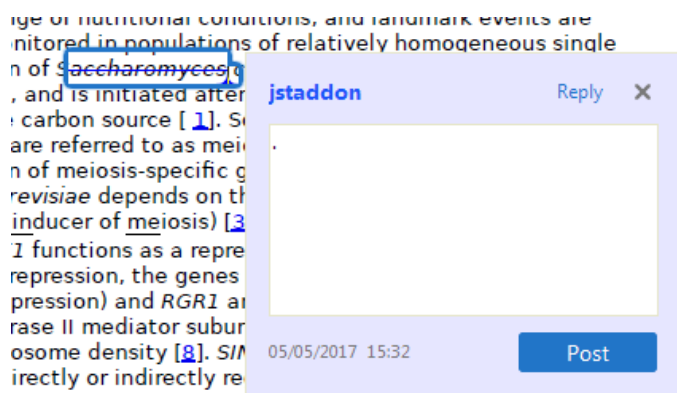 nge of nutritional conditions, and landmark events are
onitored in populations of relatively homogeneous single
n of Saccharomyces c
, and is initiated after
carbon source [ 1]. So
are referred to as mei
n of meiosis-specific g
revisiae depends on th
inducer of meiosis) [3
1 functions as a repre
repression, the genes
pression) and RGR1 ar
rase II mediator subur
osome density [8]. SIN
irectly or indirectly re
jstaddon
Reply
.
05/05/2017 15:32
Post